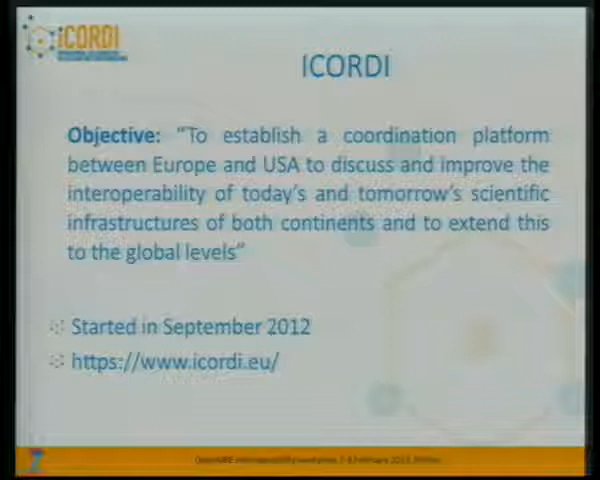 iCORDI
ICORDI
Objective: "To establish a coordination platform
between Europe and USA to discuss and improve the
interoperability of today's and tomorrow's scientific
infrastructures of both continents and to extend this
to the global levels"
Started in September 2012
https://www.icordi.eu/